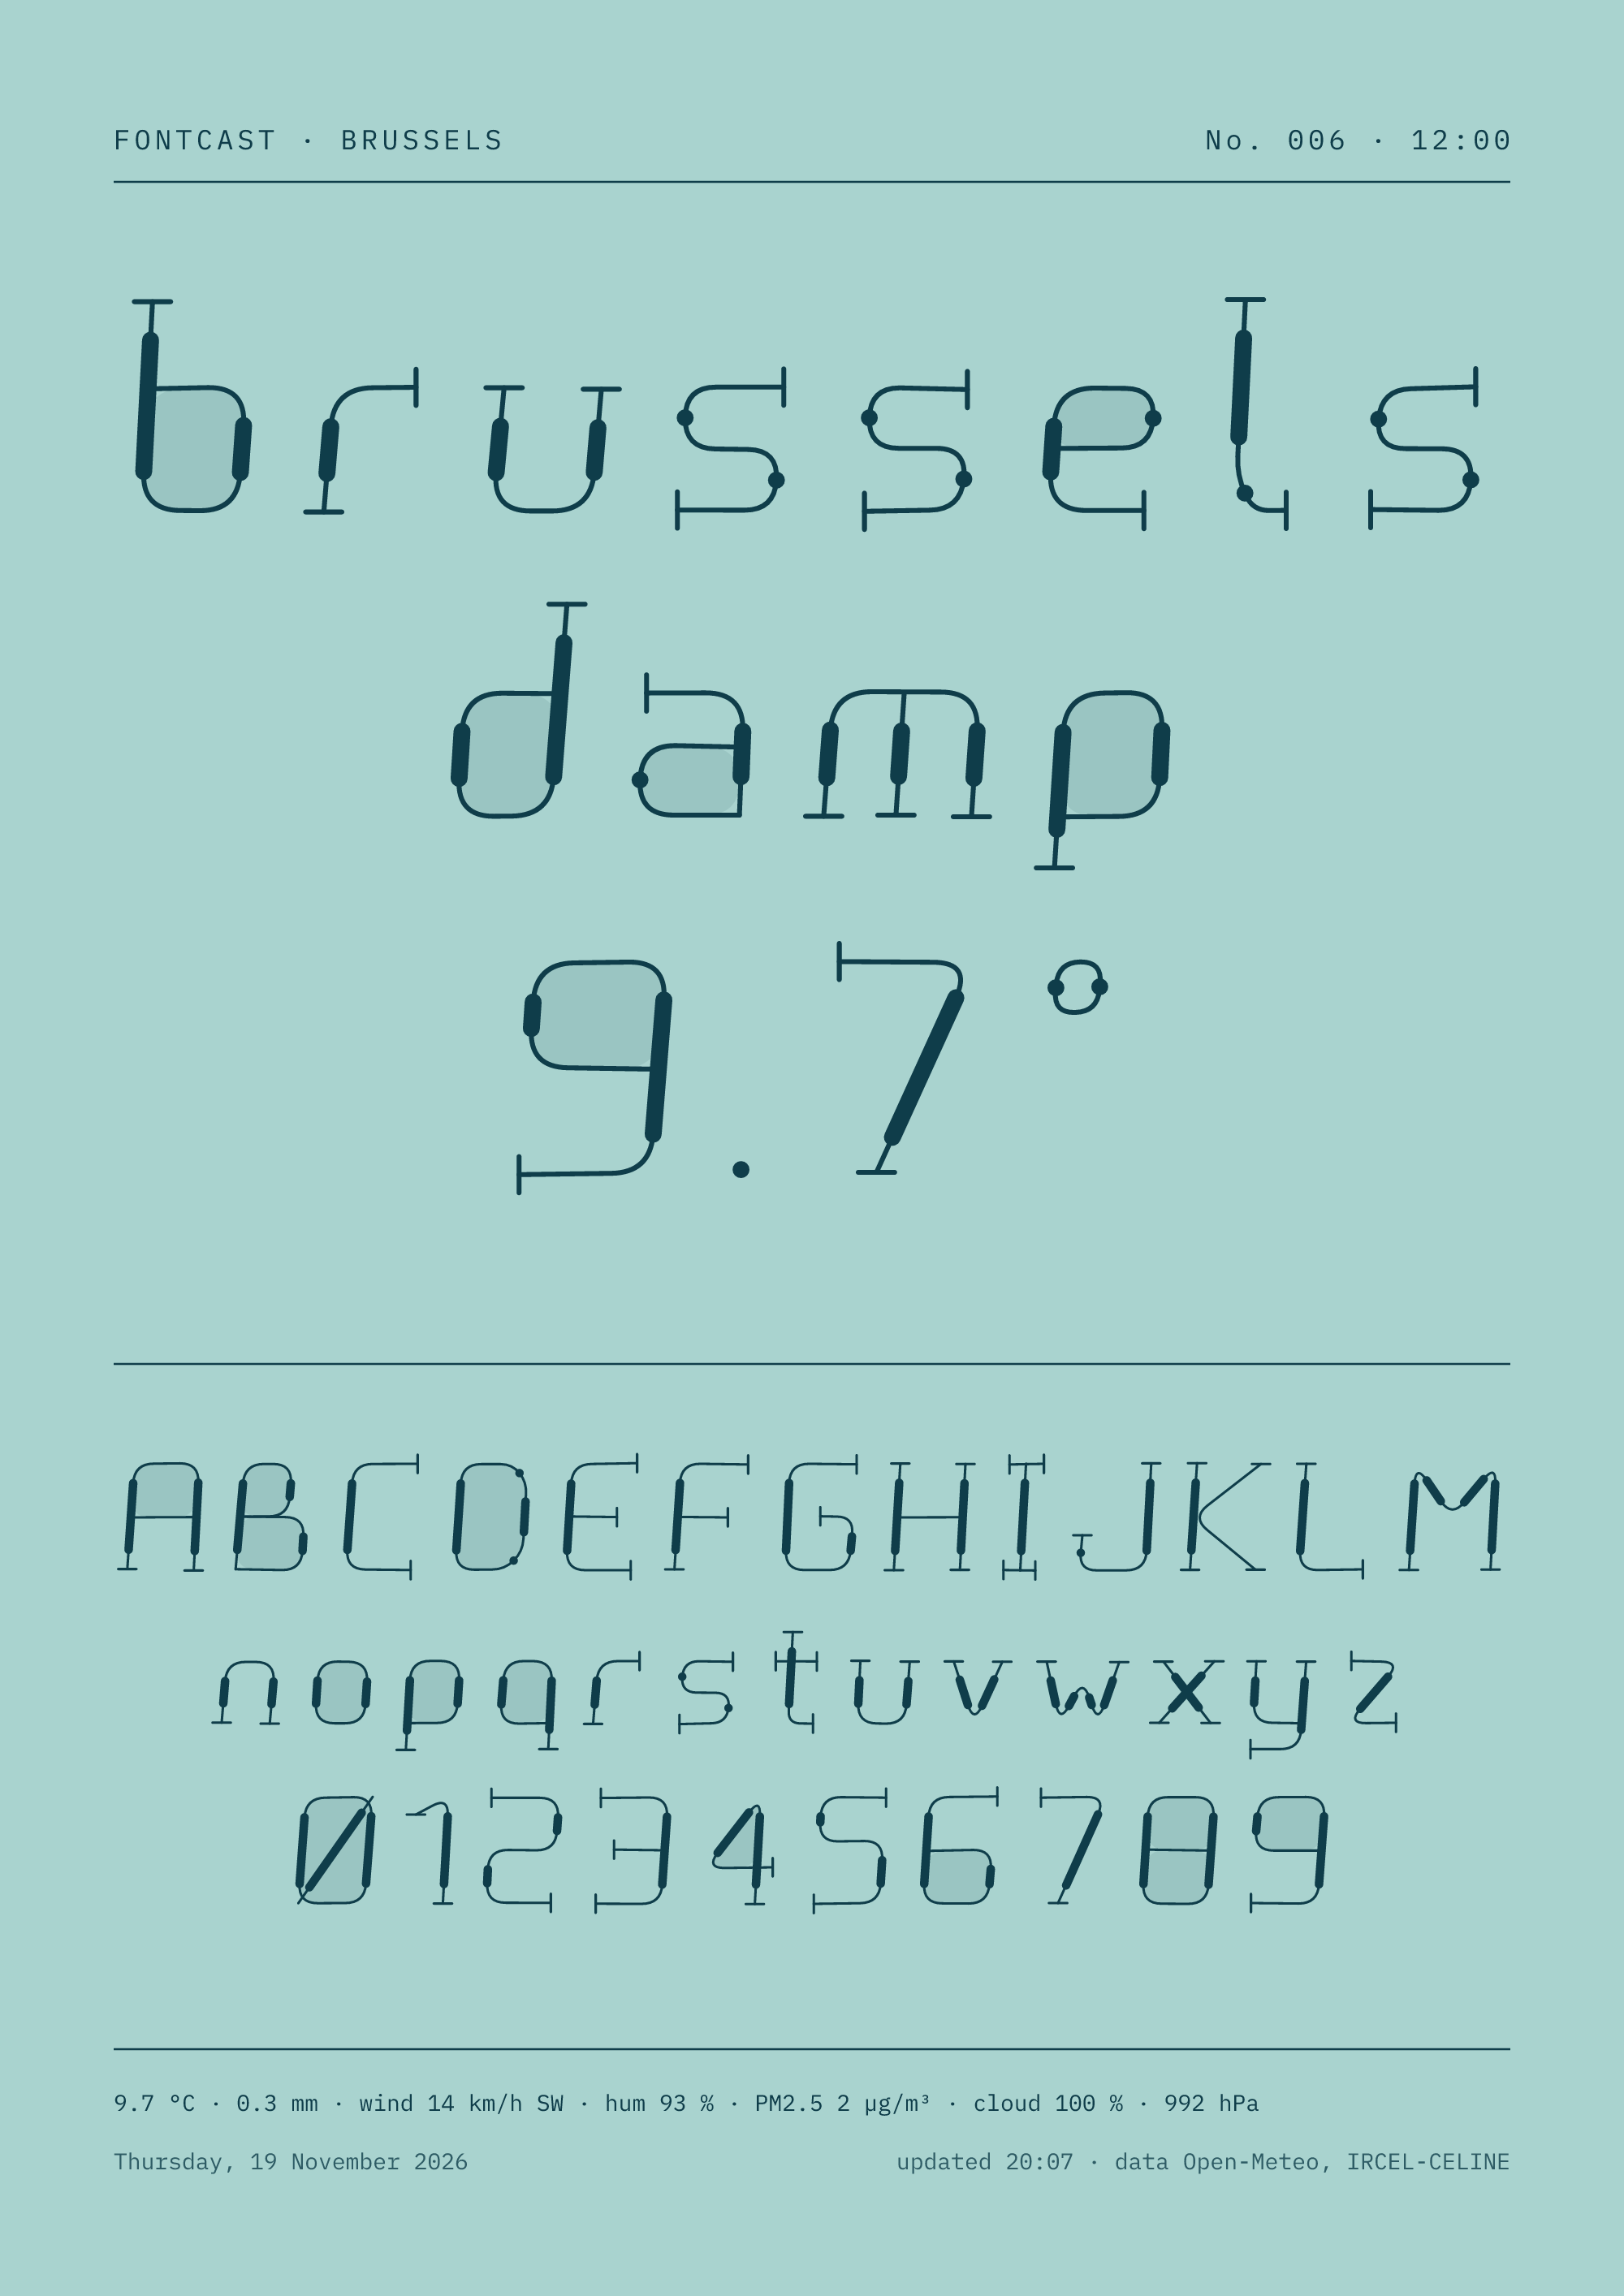 FONTCAST · BRUSSELS
No. 006 · 12:00
brussels
damp
9.7°
ABCDEFGHIJKLM
nopqrstuvwxyz
0123456789
9.7 °C · 0.3 mm · wind 14 km/h SW · hum 93 % · PM2.5 2 µg/m³ · cloud 100 % · 992 hPa
Thursday, 19 November 2026
updated 20:07 · data Open-Meteo, IRCEL-CELINE